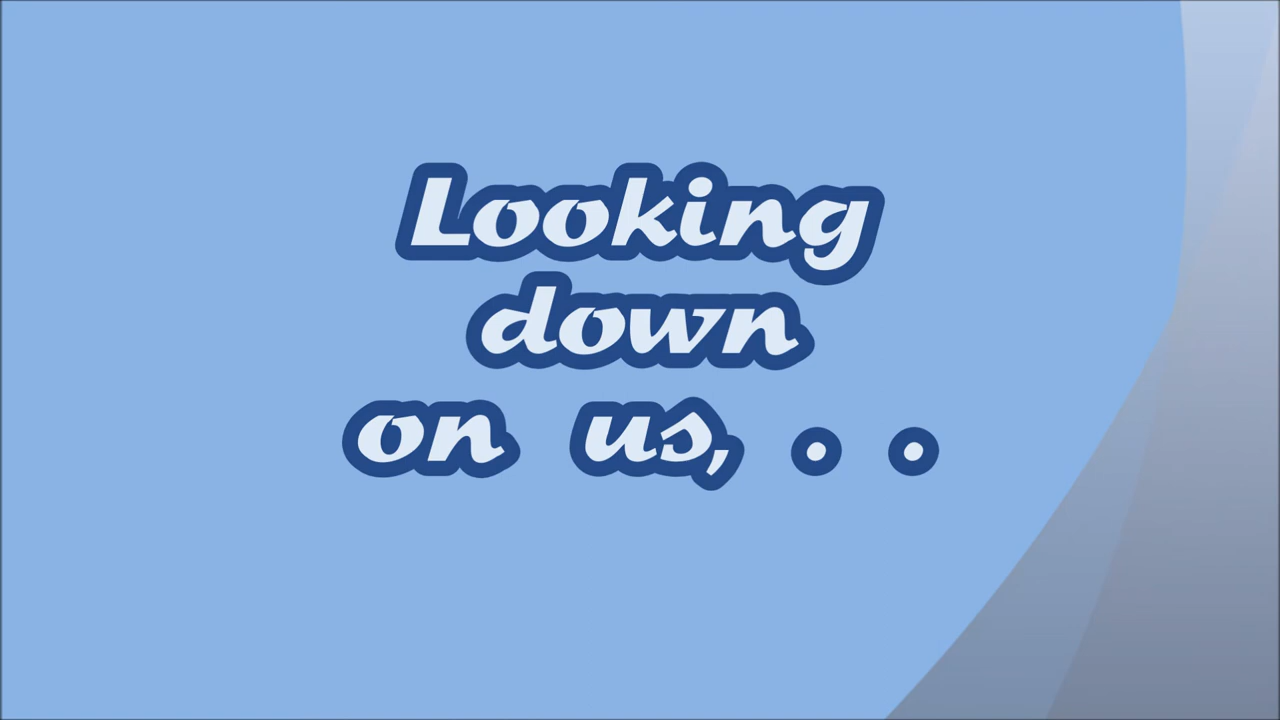 Looking
down
on us, . .